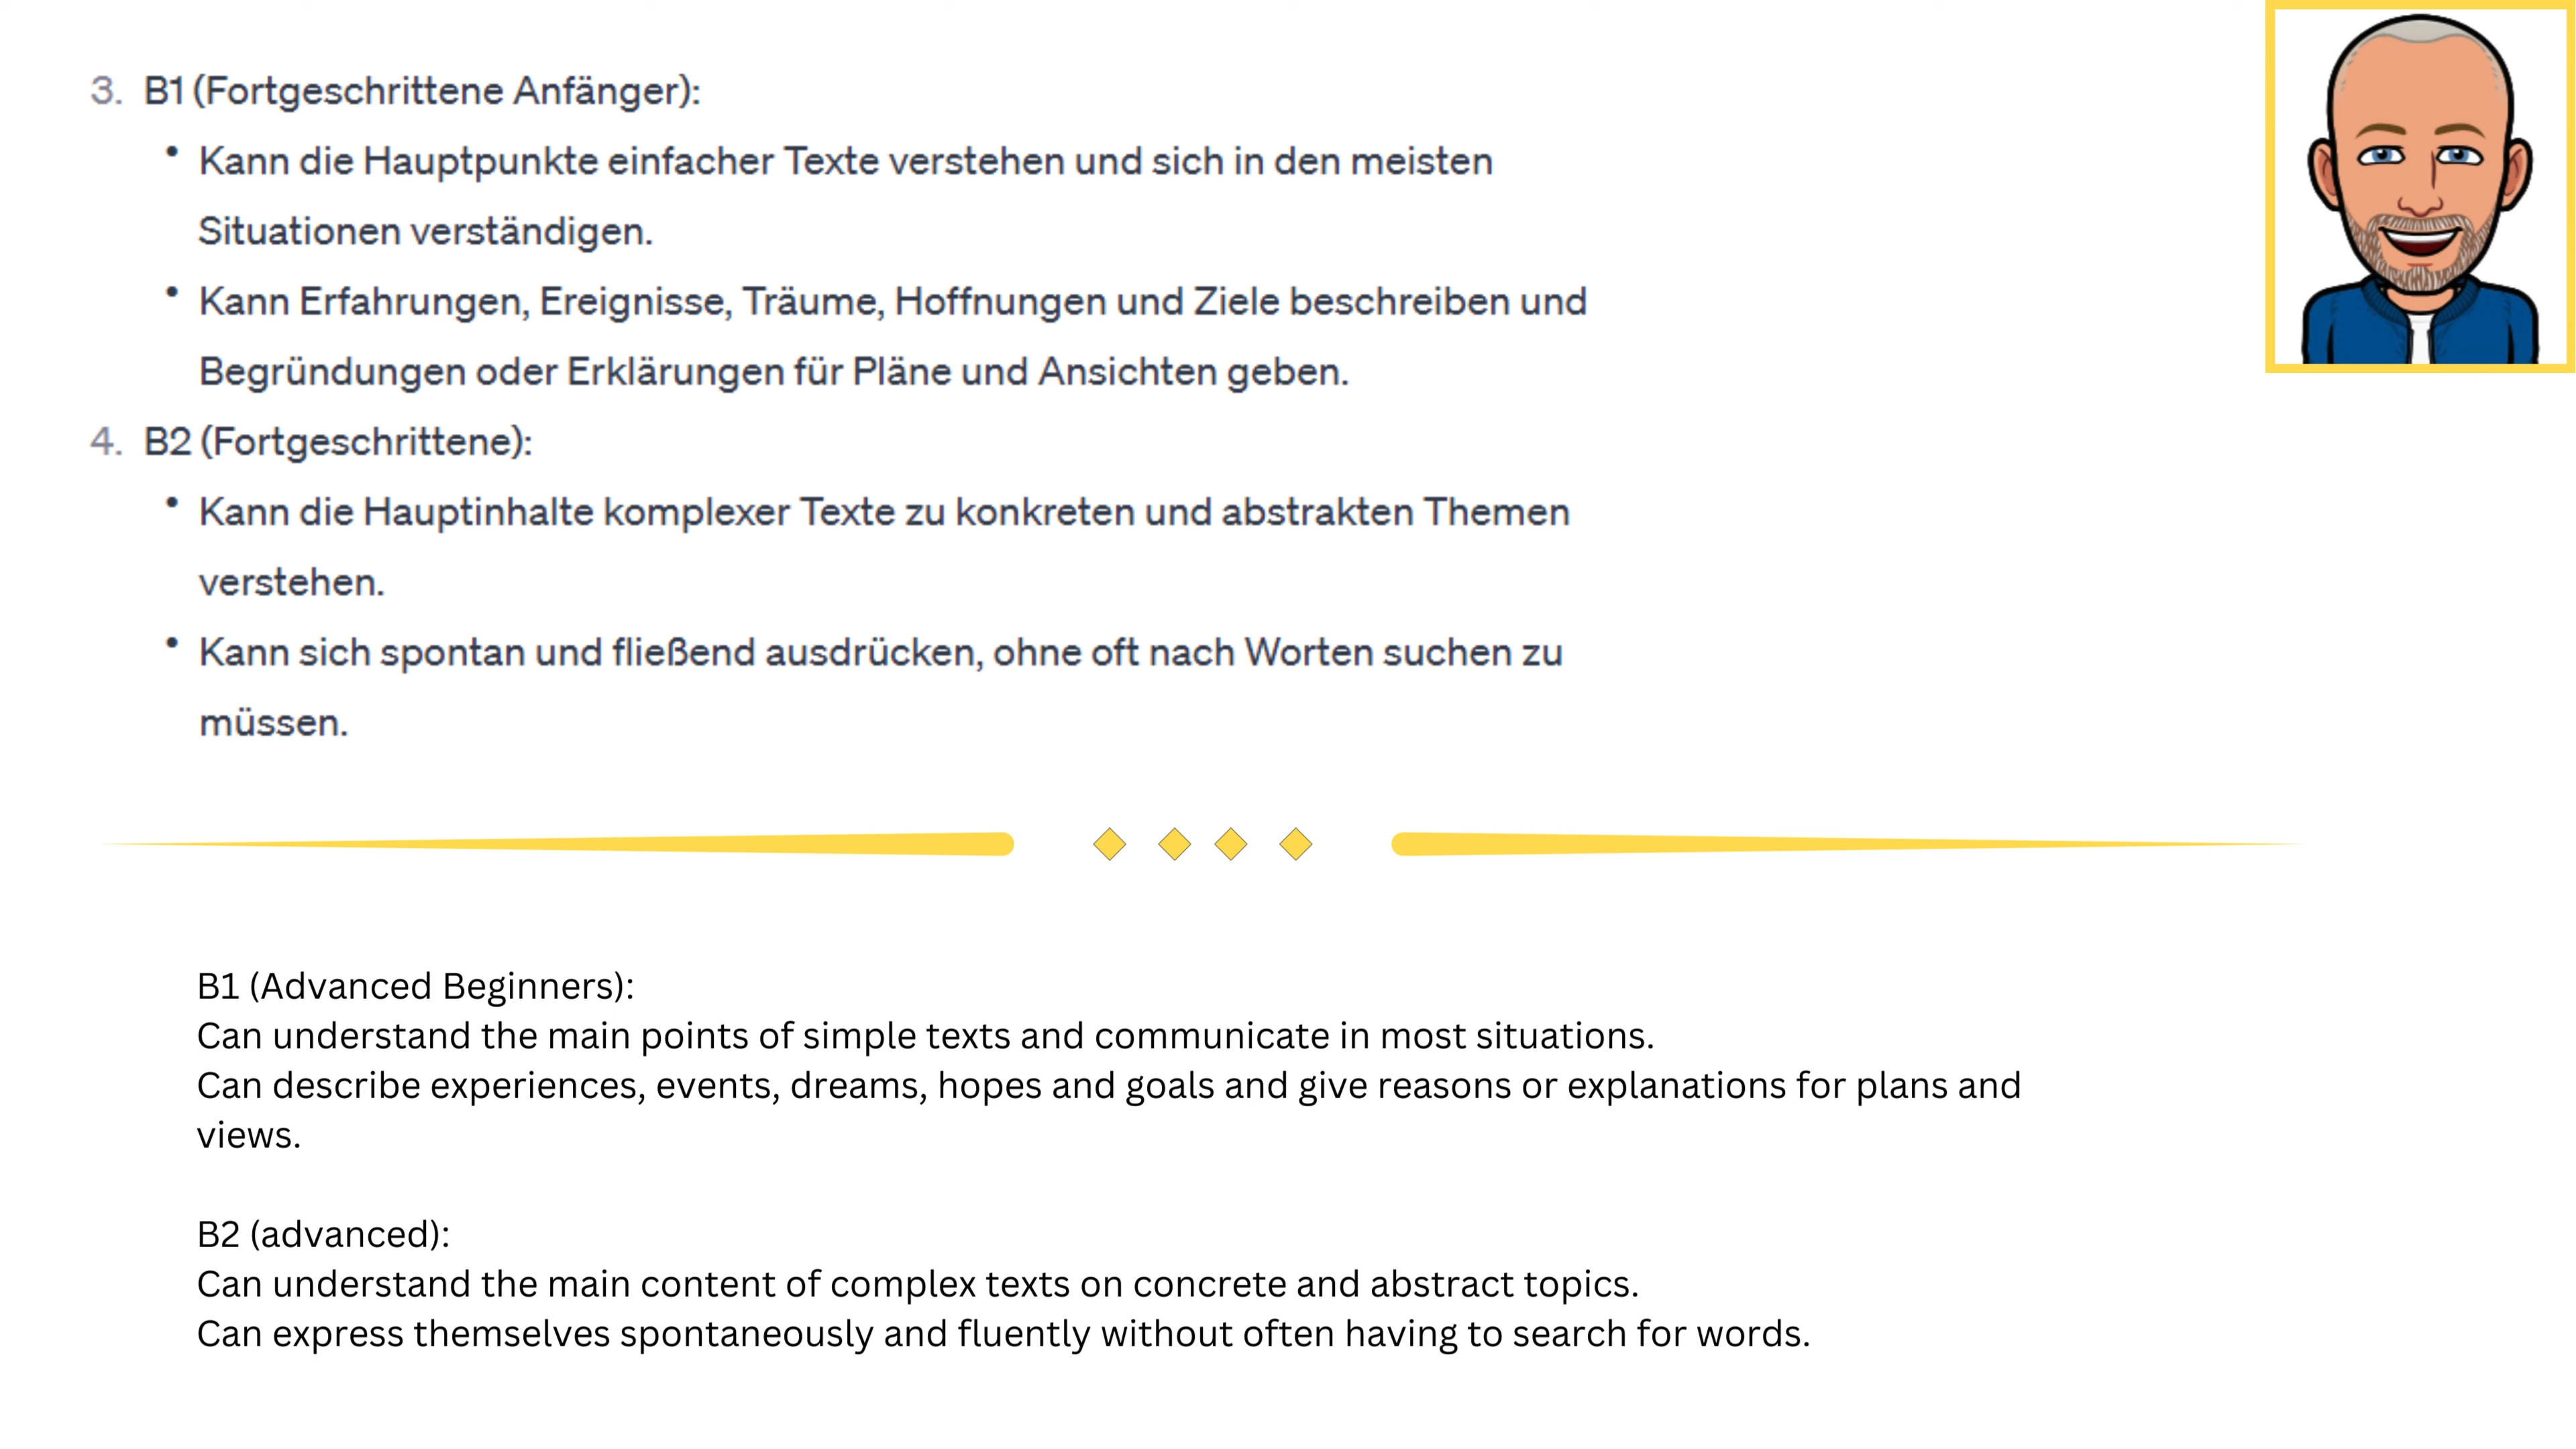 3. B1 (Fortgeschrittene Anfänger):
• Kann die Hauptpunkte einfacher Texte verstehen und sich in den meisten
Situationen verständigen.
• Kann Erfahrungen, Ereignisse, Träume, Hoffnungen und Ziele beschreiben und
Begründungen oder Erklärungen für Pläne und Ansichten geben.
4. B2 (Fortgeschrittene):
• Kann die Hauptinhalte komplexer Texte zu konkreten und abstrakten Themen
verstehen.
• Kann sich spontan und fließend ausdrücken, ohne oft nach Worten suchen zu
müssen.
B1 (Advanced Beginners):
Can understand the main points of simple texts and communicate in most situations.
Can describe experiences, events, dreams, hopes and goals and give reasons or explanations for plans and
views.
B2 (advanced):
Can understand the main content of complex texts on concrete and abstract topics.
Can express themselves spontaneously and fluently without often having to search for words.